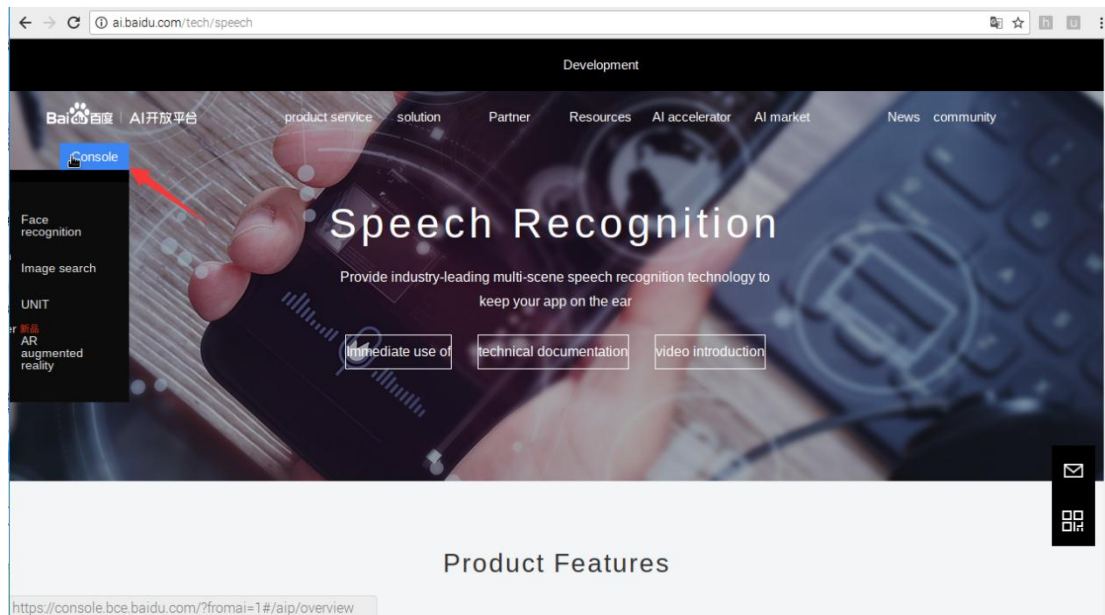 ai.baidu.com/tech/speech
h
u
Development
Bai 百度 | AI开放平台
product service solution Partner Resources AI accelerator AI market News community
Console
Face
recognition
Image search
UNIT
er 新品
AR
augmented
reality
Speech Recognition
Provide industry-leading multi-scene speech recognition technology to
keep your app on the ear
Immediate use of technical documentation video introduction
Product Features
https://console.bce.baidu.com/?fromai=1#/aip/overview